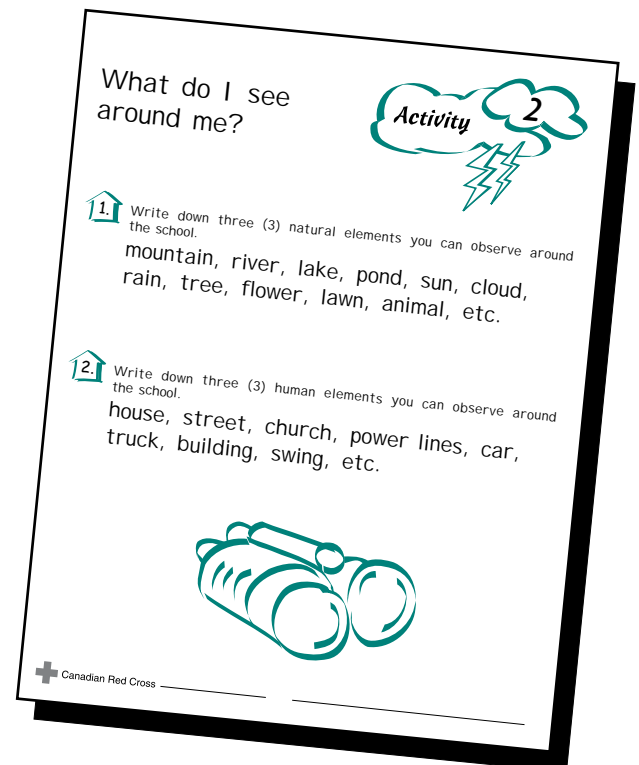 What do I see
around me?
Activity
2
1.
Write down three (3) natural elements you can observe around
the school.
mountain, river, lake, pond, sun, cloud,
rain, tree, flower, lawn, animal, etc.
2.
Write down three (3) human elements you can observe around
the school.
house, street, church, power lines, car,
truck, building, swing, etc.
Canadian Red Cross